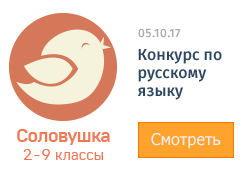 Соловушка
2-9 классы
05.10.17
Конкурс по
русскому
языку
Смотреть